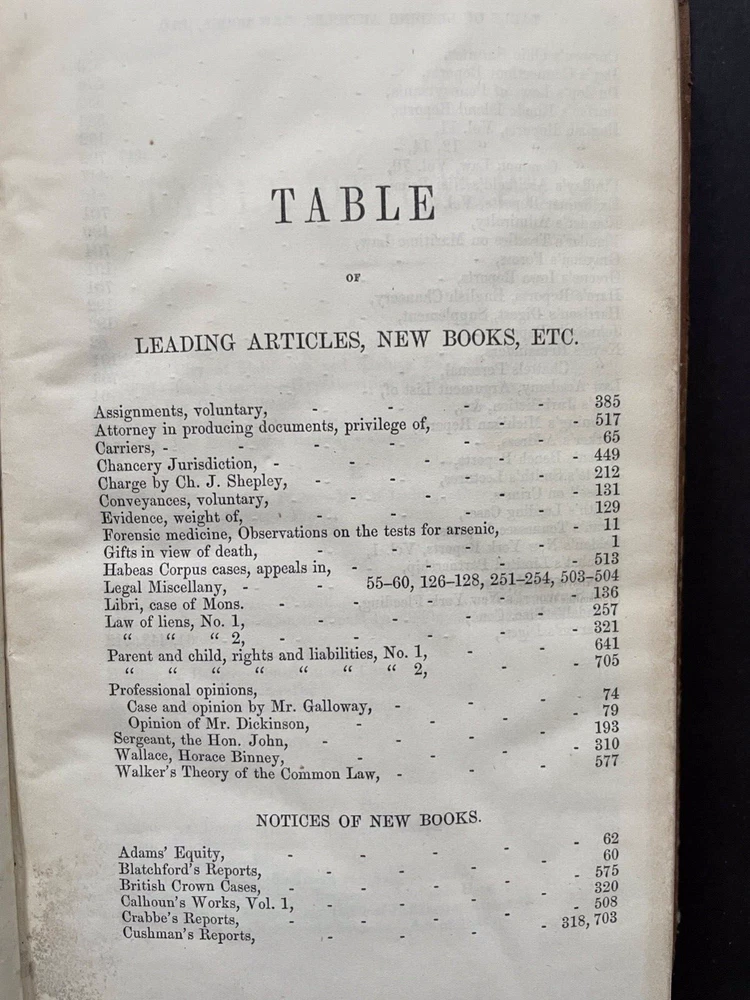 TABLE
OF
LEADING ARTICLES, NEW BOOKS, ETC.
Assignments, voluntary, - - - - 385
Attorney in producing documents, privilege of, - 517
Carriers, - - - - - - 65
Chancery Jurisdiction, - - - - - 449
Charge by Ch. J. Shepley, - - - - 212
Conveyances, voluntary, - - - - - 131
Evidence, weight of, - - - - 129
Forensic medicine, Observations on the tests for arsenic, - 11
Gifts in view of death, - - - - 1
Habeas Corpus cases, appeals in, - - - - 513
Legal Miscellany, - - 55–60, 126–128, 251–254, 503–504
Libri, case of Mons. - - - - - 136
Law of liens, No. 1, - - - - 257
“ “ “ 2, - - - - - 321
Parent and child, rights and liabilities, No. 1, - - 641
“ “ “ “ “ “ “ 2, - - 705
Professional opinions,
Case and opinion by Mr. Galloway, - - - 74
Opinion of Mr. Dickinson, - - - - 79
Sergeant, the Hon. John, - - - - 193
Wallace, Horace Binney, - - - - 310
Walker's Theory of the Common Law, - - - 577
NOTICES OF NEW BOOKS.
Adams' Equity, - - - - - 62
Blatchford's Reports, - - - - 60
British Crown Cases, - - - - - 575
Calhoun's Works, Vol. 1, - - - - 320
Crabbe's Reports, - - - - - 508
Cushman's Reports, - - - - 318, 703